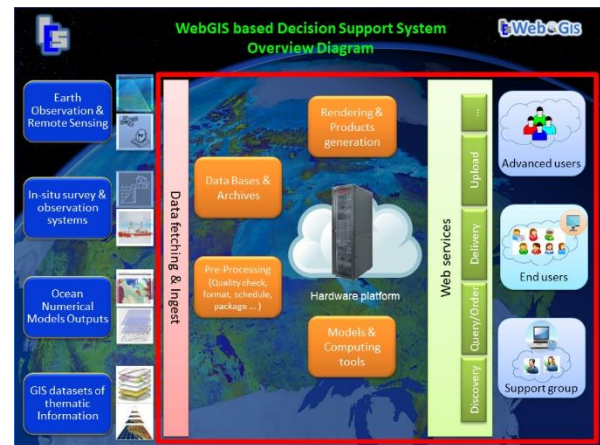 WebGIS based Decision Support System
Overview Diagram
Web GIS
Earth
Observation &
Remote Sensing
In-situ survey &
observation
systems
Ocean
Numerical
Models Outputs
GIS datasets of
thematic
Information
Data fetching & Ingest
Rendering &
Products
generation
Data Bases &
Archives
Pre-Processing
(Quality check,
format, schedule,
package ... )
Hardware platform
Models &
Computing
tools
Web services
...
Upload
Delivery
Query/Order
Discovery
Advanced users
End users
Support group